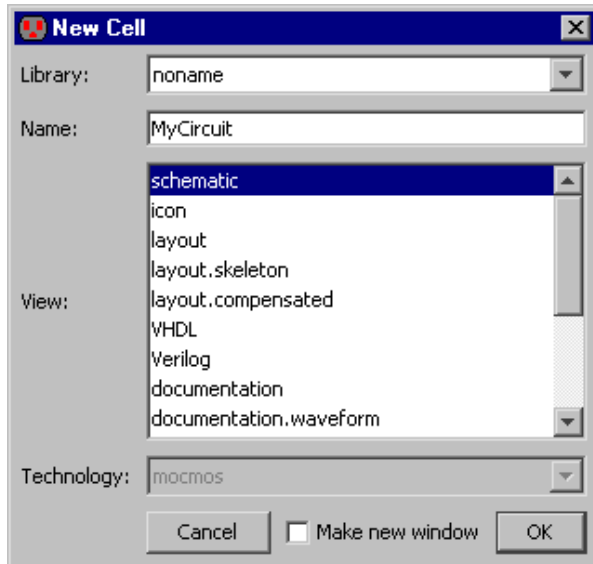 New Cell
Library: noname
Name: MyCircuit
schematic
icon
layout
layout.skeleton
layout.compensated
View:
VHDL
Verilog
documentation
documentation.waveform
Technology: mocmos
Cancel Make new window OK